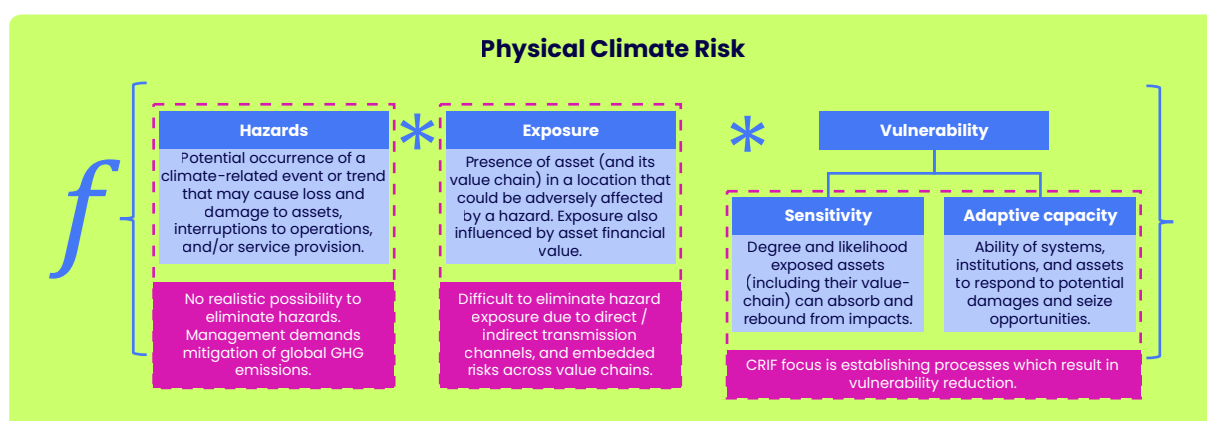 Physical Climate Risk
f
Hazards
Potential occurrence of a
climate-related event or trend
that may cause loss and
damage to assets,
interruptions to operations,
and/or service provision.
No realistic possibility to
eliminate hazards.
Management demands
mitigation of global GHG
emissions.
*
Exposure
Presence of asset (and its
value chain) in a location that
could be adversely affected
by a hazard. Exposure also
influenced by asset financial
value.
Difficult to eliminate hazard
exposure due to direct /
indirect transmission
channels, and embedded
risks across value chains.
*
Vulnerability
Sensitivity
Degree and likelihood
exposed assets
(including their value-
chain) can absorb and
rebound from impacts.
Adaptive capacity
Ability of systems,
institutions, and assets
to respond to potential
damages and seize
opportunities.
CRIF focus is establishing processes which result in
vulnerability reduction.